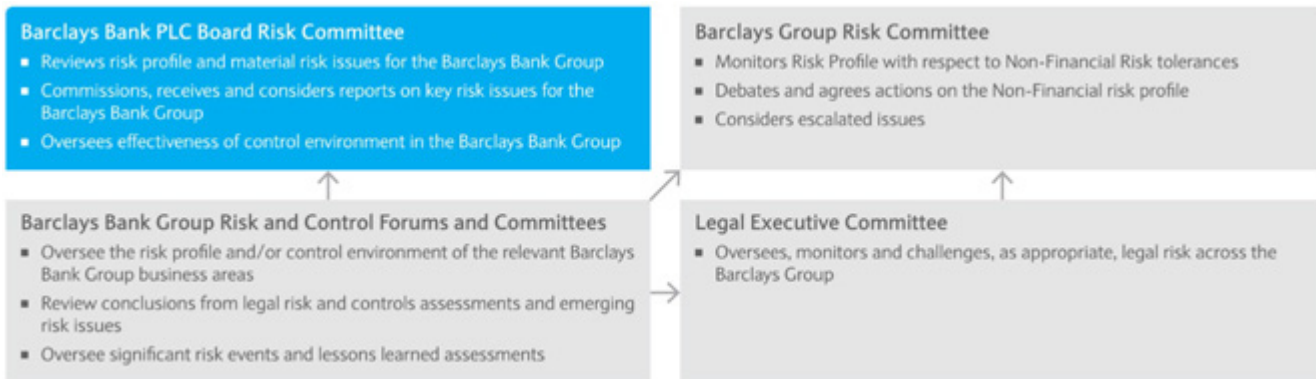 Barclays Bank PLC Board Risk Committee
▪ Reviews risk profile and material risk issues for the Barclays Bank Group
▪ Commissions, receives and considers reports on key risk issues for the
Barclays Bank Group
▪ Oversees effectiveness of control environment in the Barclays Bank Group
Barclays Group Risk Committee
▪ Monitors Risk Profile with respect to Non-Financial Risk tolerances
▪ Debates and agrees actions on the Non-Financial risk profile
▪ Considers escalated issues
Barclays Bank Group Risk and Control Forums and Committees
▪ Oversee the risk profile and/or control environment of the relevant Barclays
Bank Group business areas
▪ Review conclusions from legal risk and controls assessments and emerging
risk issues
▪ Oversee significant risk events and lessons learned assessments
Legal Executive Committee
▪ Oversees, monitors and challenges, as appropriate, legal risk across the
Barclays Group